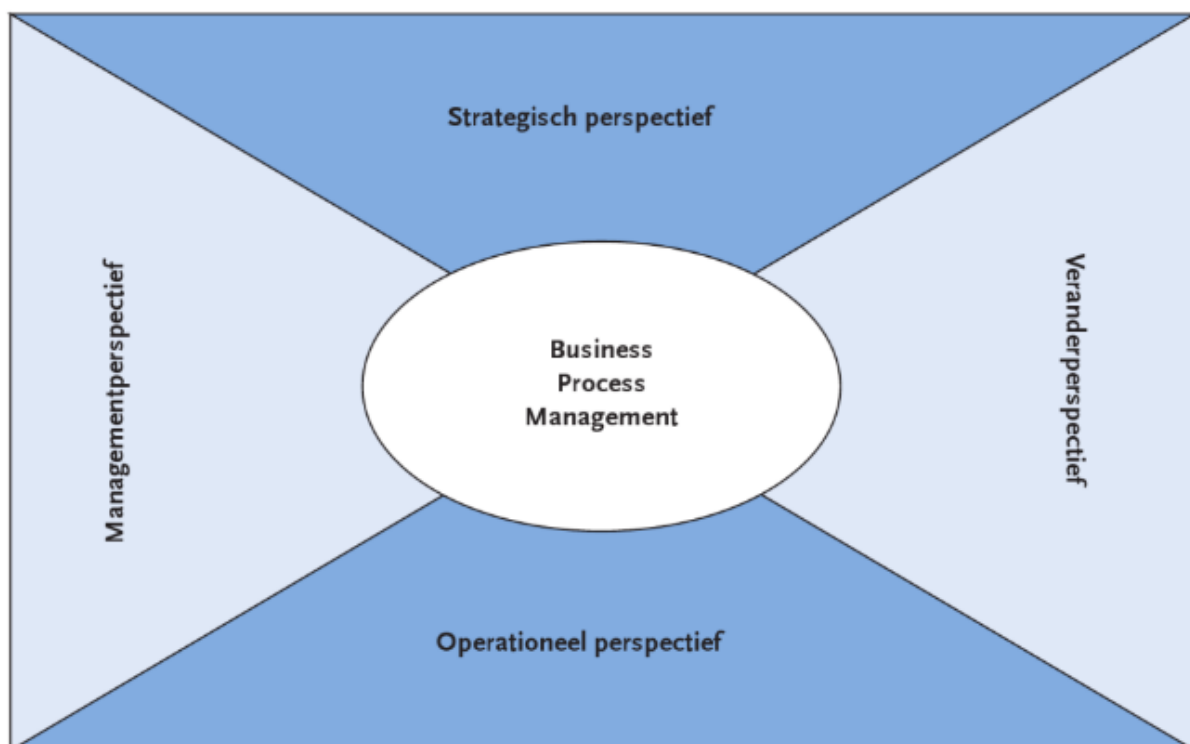 Strategisch perspectief
Managementperspectief
Business
Process
Management
Veranderperspectief
Operationeel perspectief